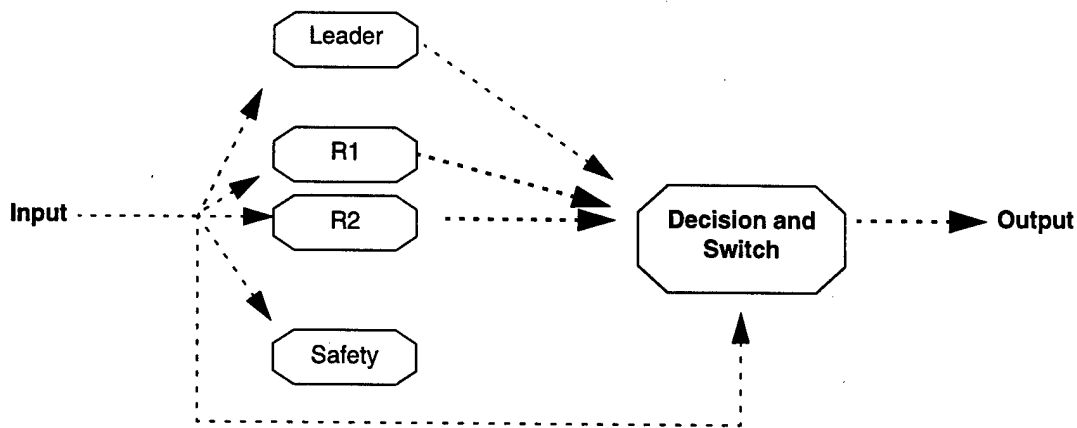 Leader
R1
Input
R2
Decision and
Switch
Output
Safety